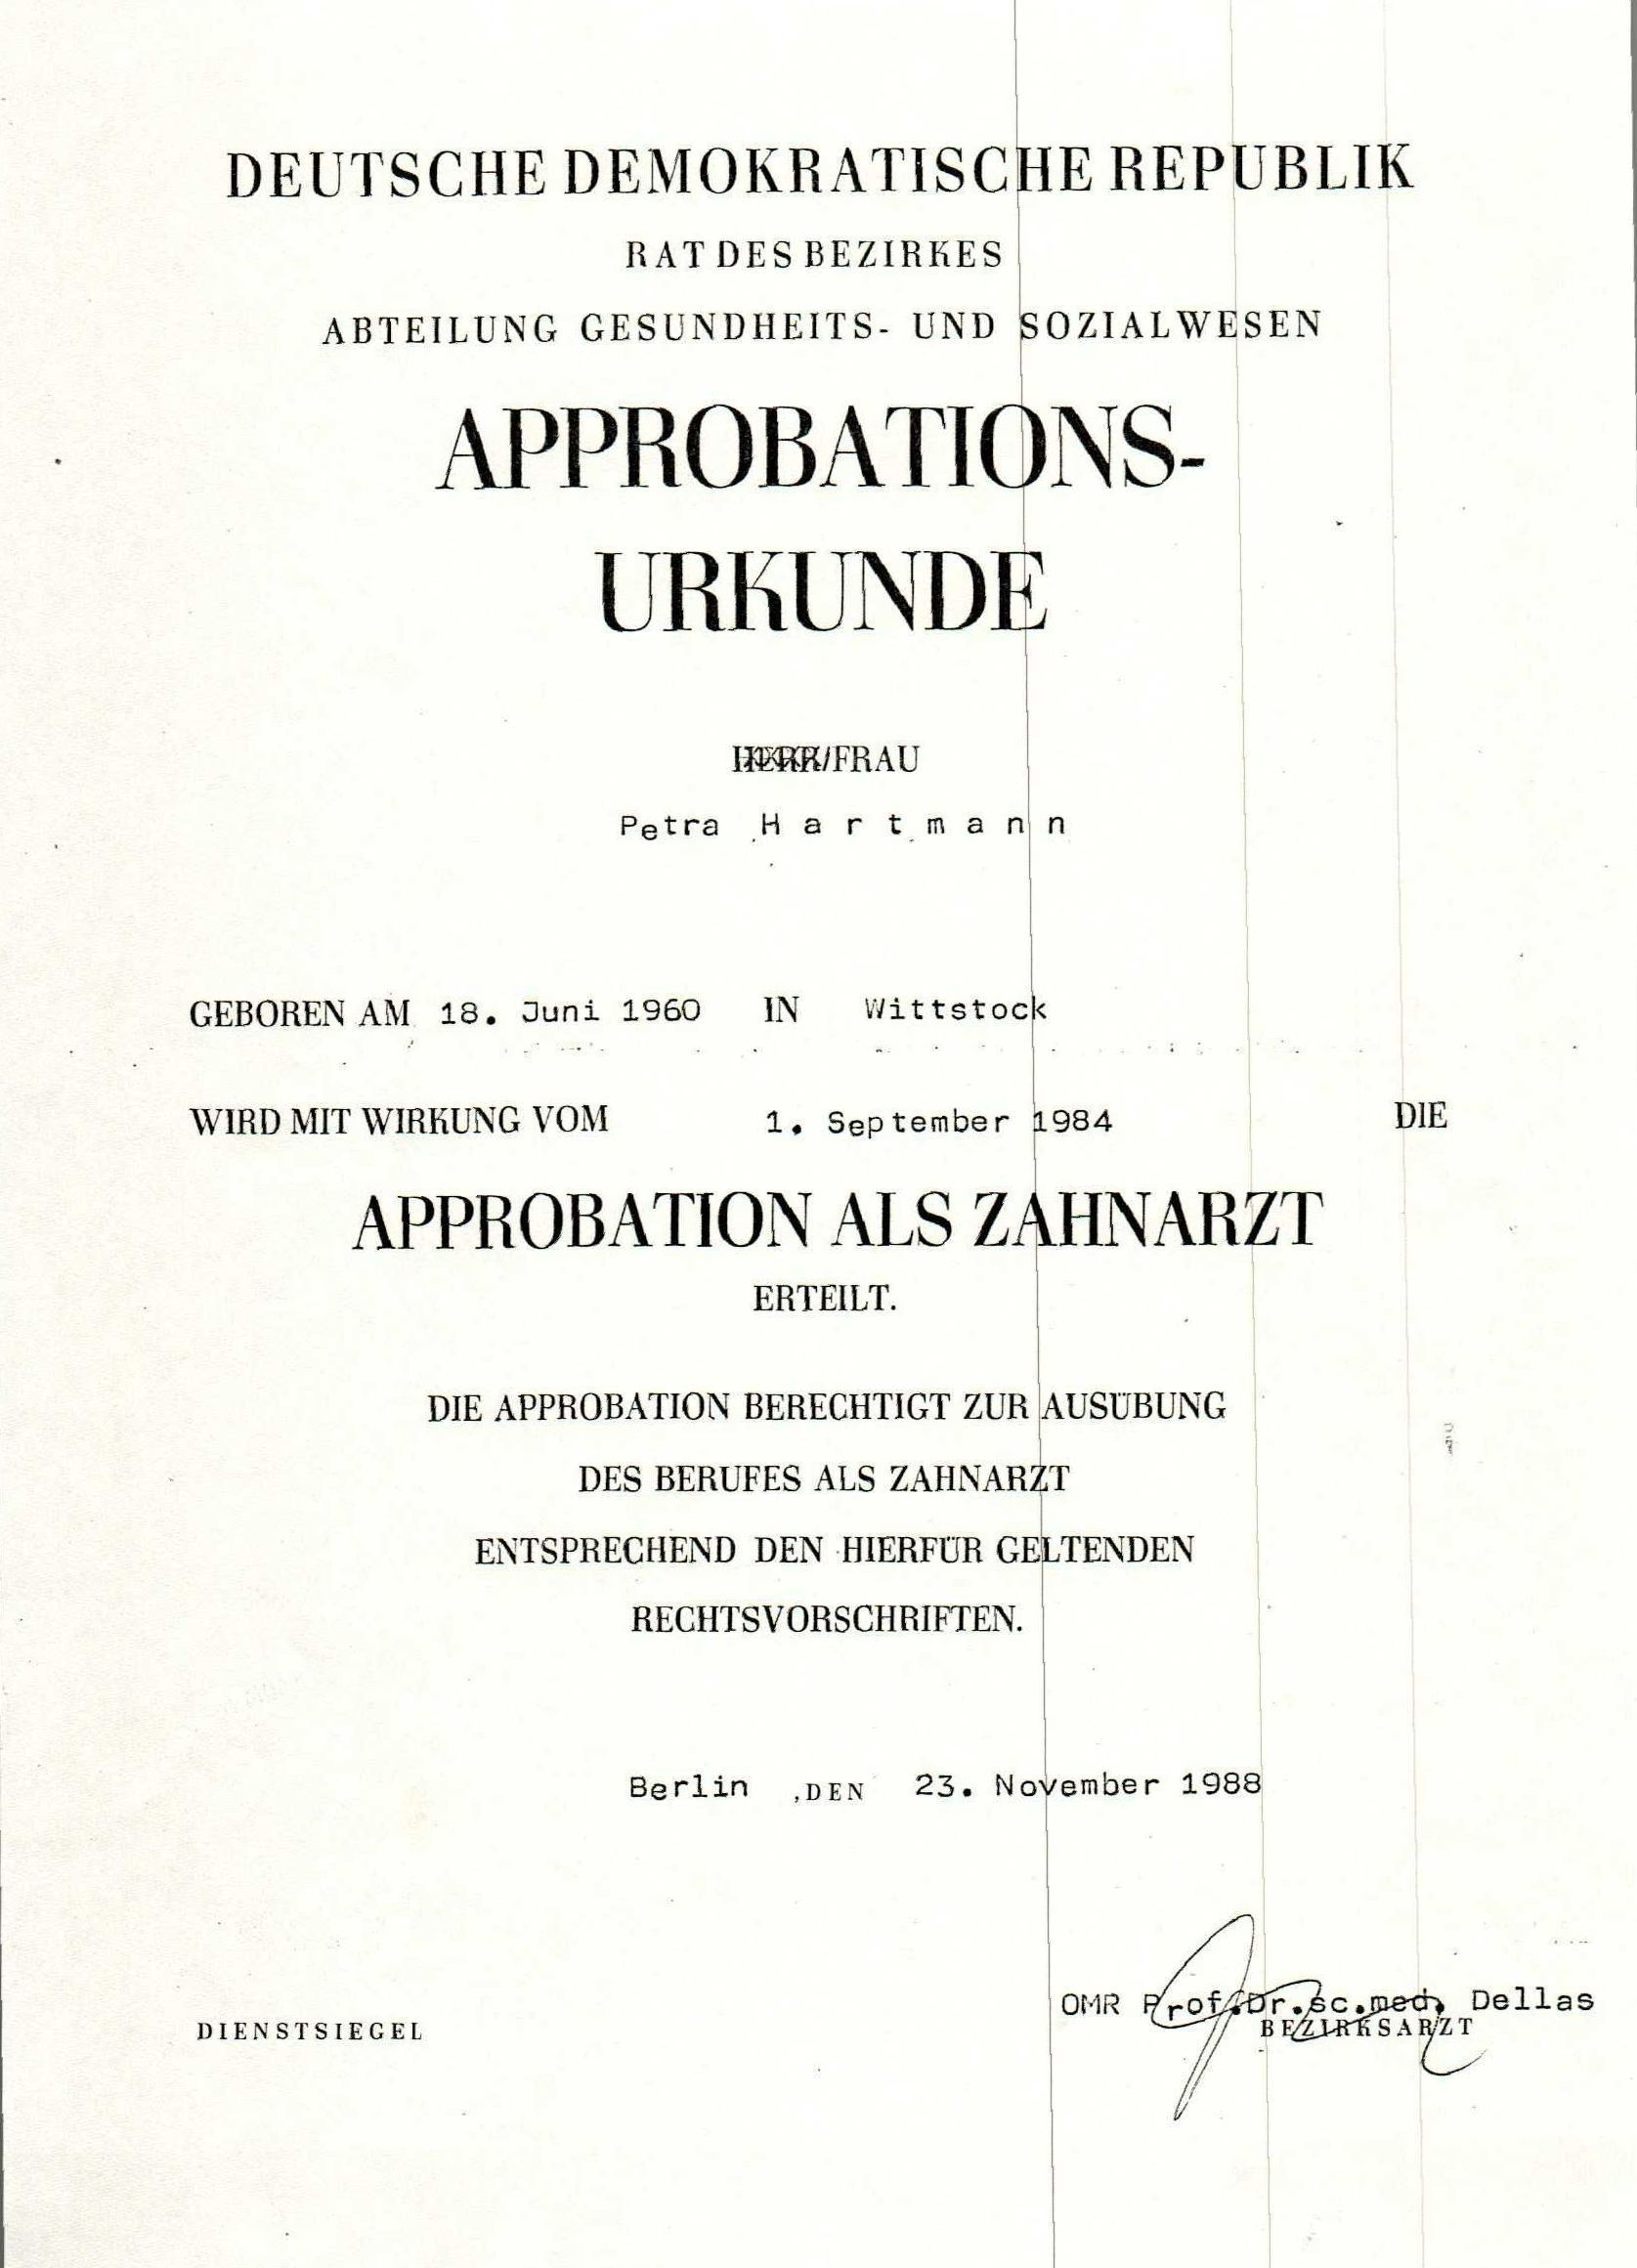 DEUTSCHE DEMOKRATISCHE REPUBLIK
RAT DES BEZIRKES
ABTEILUNG GESUNDHEITS- UND SOZIALWESEN
APPROBATIONS-
URKUNDE
HERR/FRAU
Petra Hartmann
GEBOREN AM 18. Juni 1960 IN Wittstock
WIRD MIT WIRKUNG VOM 1. September 1984 DIE
APPROBATION ALS ZAHNARZT
ERTEILT.
DIE APPROBATION BERECHTIGT ZUR AUSÜBUNG
DES BERUFES ALS ZAHNARZT
ENTSPRECHEND DEN HIERFÜR GELTENDEN
RECHTSVORSCHRIFTEN.
Berlin , DEN 23. November 1988
OMR Prof.Dr.sc.med. Dellas
DIENSTSIEGEL BEZIRKSARZT